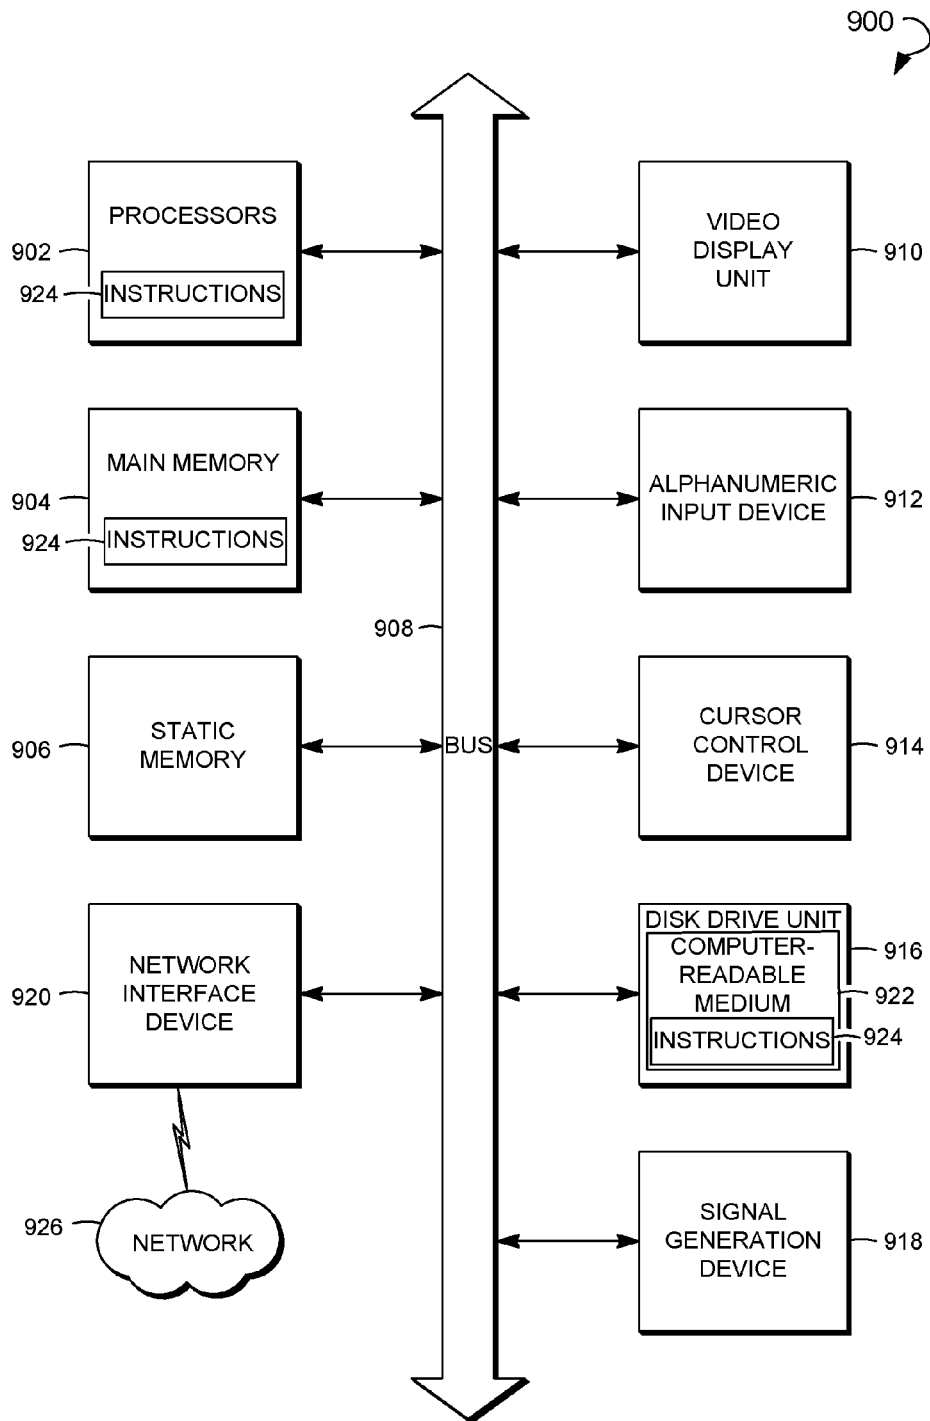 900
PROCESSORS
902
924
INSTRUCTIONS
VIDEO
DISPLAY
UNIT
910
MAIN MEMORY
904
924
INSTRUCTIONS
ALPHANUMERIC
INPUT DEVICE
912
908
STATIC
MEMORY
906
BUS
CURSOR
CONTROL
DEVICE
914
NETWORK
INTERFACE
DEVICE
920
DISK DRIVE UNIT
916
COMPUTER-
READABLE
MEDIUM
922
INSTRUCTIONS
924
926
NETWORK
SIGNAL
GENERATION
DEVICE
918